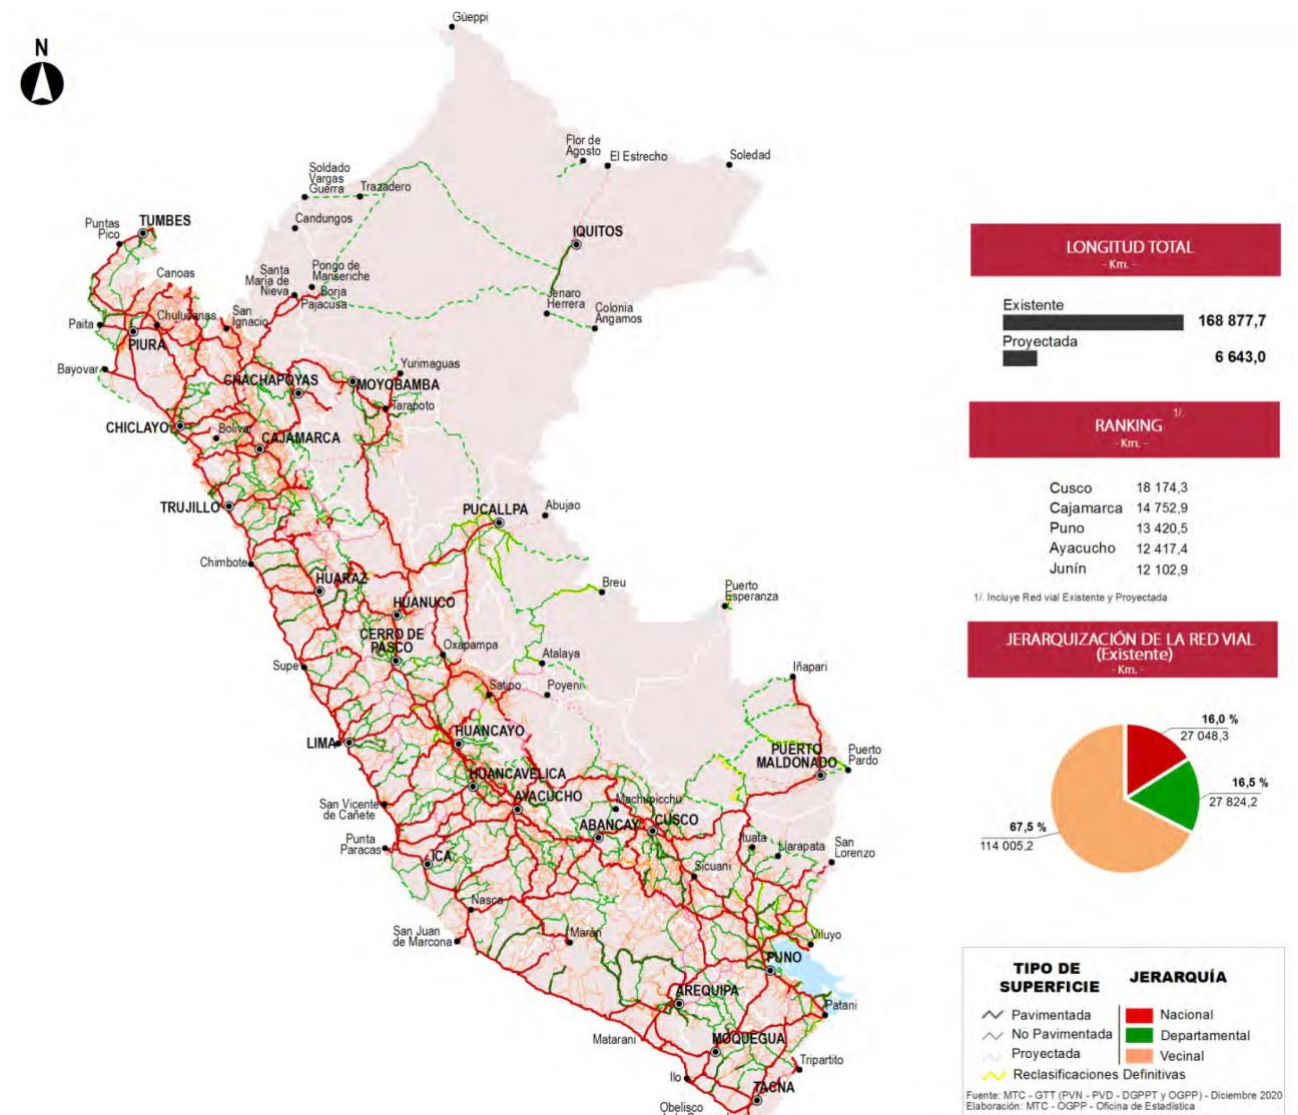 N
Güeppi
Flor de
Agosto
El Estrecho
Soledad
Soldado
Vargas
Guerra
Trazadero
Candungos
IQUITOS
Puntas
Pico
TUMBES
Canoas
Santa
María de
Nieva
Pongo de
Manseriche
Borja
Pajacusa
Jenaro
Herrera
Colonia
Angamos
Paita
Chulucanas
San
Ignacio
PIURA
Bayovar
CHACHAPOYAS
MOYOBAMBA
Yurimaguas
Tarapoto
CHICLAYO
Bolívar
CAJAMARCA
TRUJILLO
PUCALLPA
Abujao
Chimbote
HUARAZ
Breu
Puerto
Esperanza
HUANUCO
CERRO DE
PASCO
Oxapampa
Atalaya
Supe
Satipo
Poyeni
Iñapari
LIMA
HUANCAYO
PUERTO
MALDONADO
Puerto
Pardo
HUANCAVELICA
San Vicente
de Cañete
AYACUCHO
Machupicchu
ABANCAY
CUSCO
Punta
Paracas
ICA
Ituata
Llarapata
San
Lorenzo
Sicuani
Nasca
San Juan
de Marcona
Marán
Viluyo
PUNO
AREQUIPA
Patani
Matarani
MOQUEGUA
Tripartito
Ilo
TACNA
Obelisco
LONGITUD TOTAL
- Km. -
Existente
168 877,7
Proyectada
6 643,0
RANKING 1/.
- Km. -
Cusco 18 174,3
Cajamarca 14 752,9
Puno 13 420,5
Ayacucho 12 417,4
Junín 12 102,9
1/. Incluye Red vial Existente y Proyectada
JERARQUIZACIÓN DE LA RED VIAL
(Existente)
- Km. -
16,0 %
27 048,3
16,5 %
27 824,2
67,5 %
114 005,2
TIPO DE
SUPERFICIE
JERARQUÍA
Pavimentada
Nacional
No Pavimentada
Departamental
Proyectada
Vecinal
Reclasificaciones Definitivas
Fuente: MTC - GTT (PVN - PVD - DGPPT y OGPP) - Diciembre 2020
Elaboración: MTC - OGPP - Oficina de Estadística